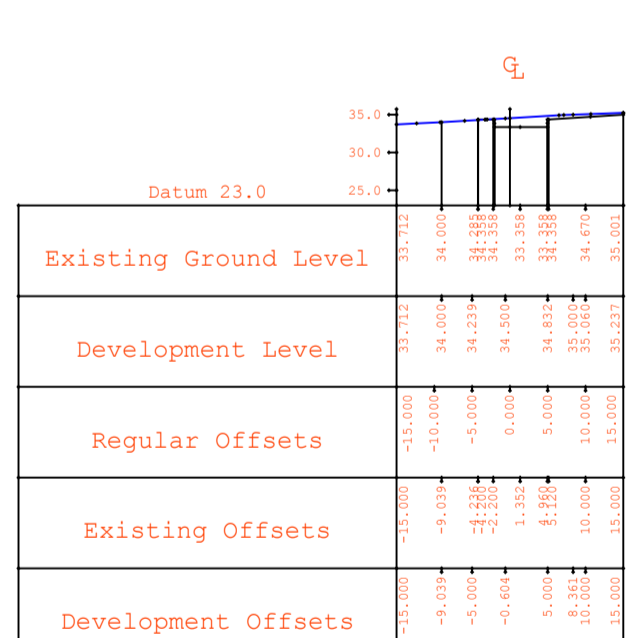 GL
35.0
30.0
25.0
Datum 23.0
Existing Ground Level
33.712 34.000 34.285 34.358 34.358 33.358 33.358 34.358 34.670 35.001
Development Level
33.712 34.000 34.239 34.500 34.832 35.000 35.060 35.237
Regular Offsets
-15.000 -10.000 -5.000 0.000 5.000 10.000 15.000
Existing Offsets
-15.000 -9.039 -4.236 -4.200 -2.200 1.352 4.960 5.120 10.000 15.000
Development Offsets
-15.000 -9.039 -5.000 -0.604 5.000 8.361 10.000 15.000